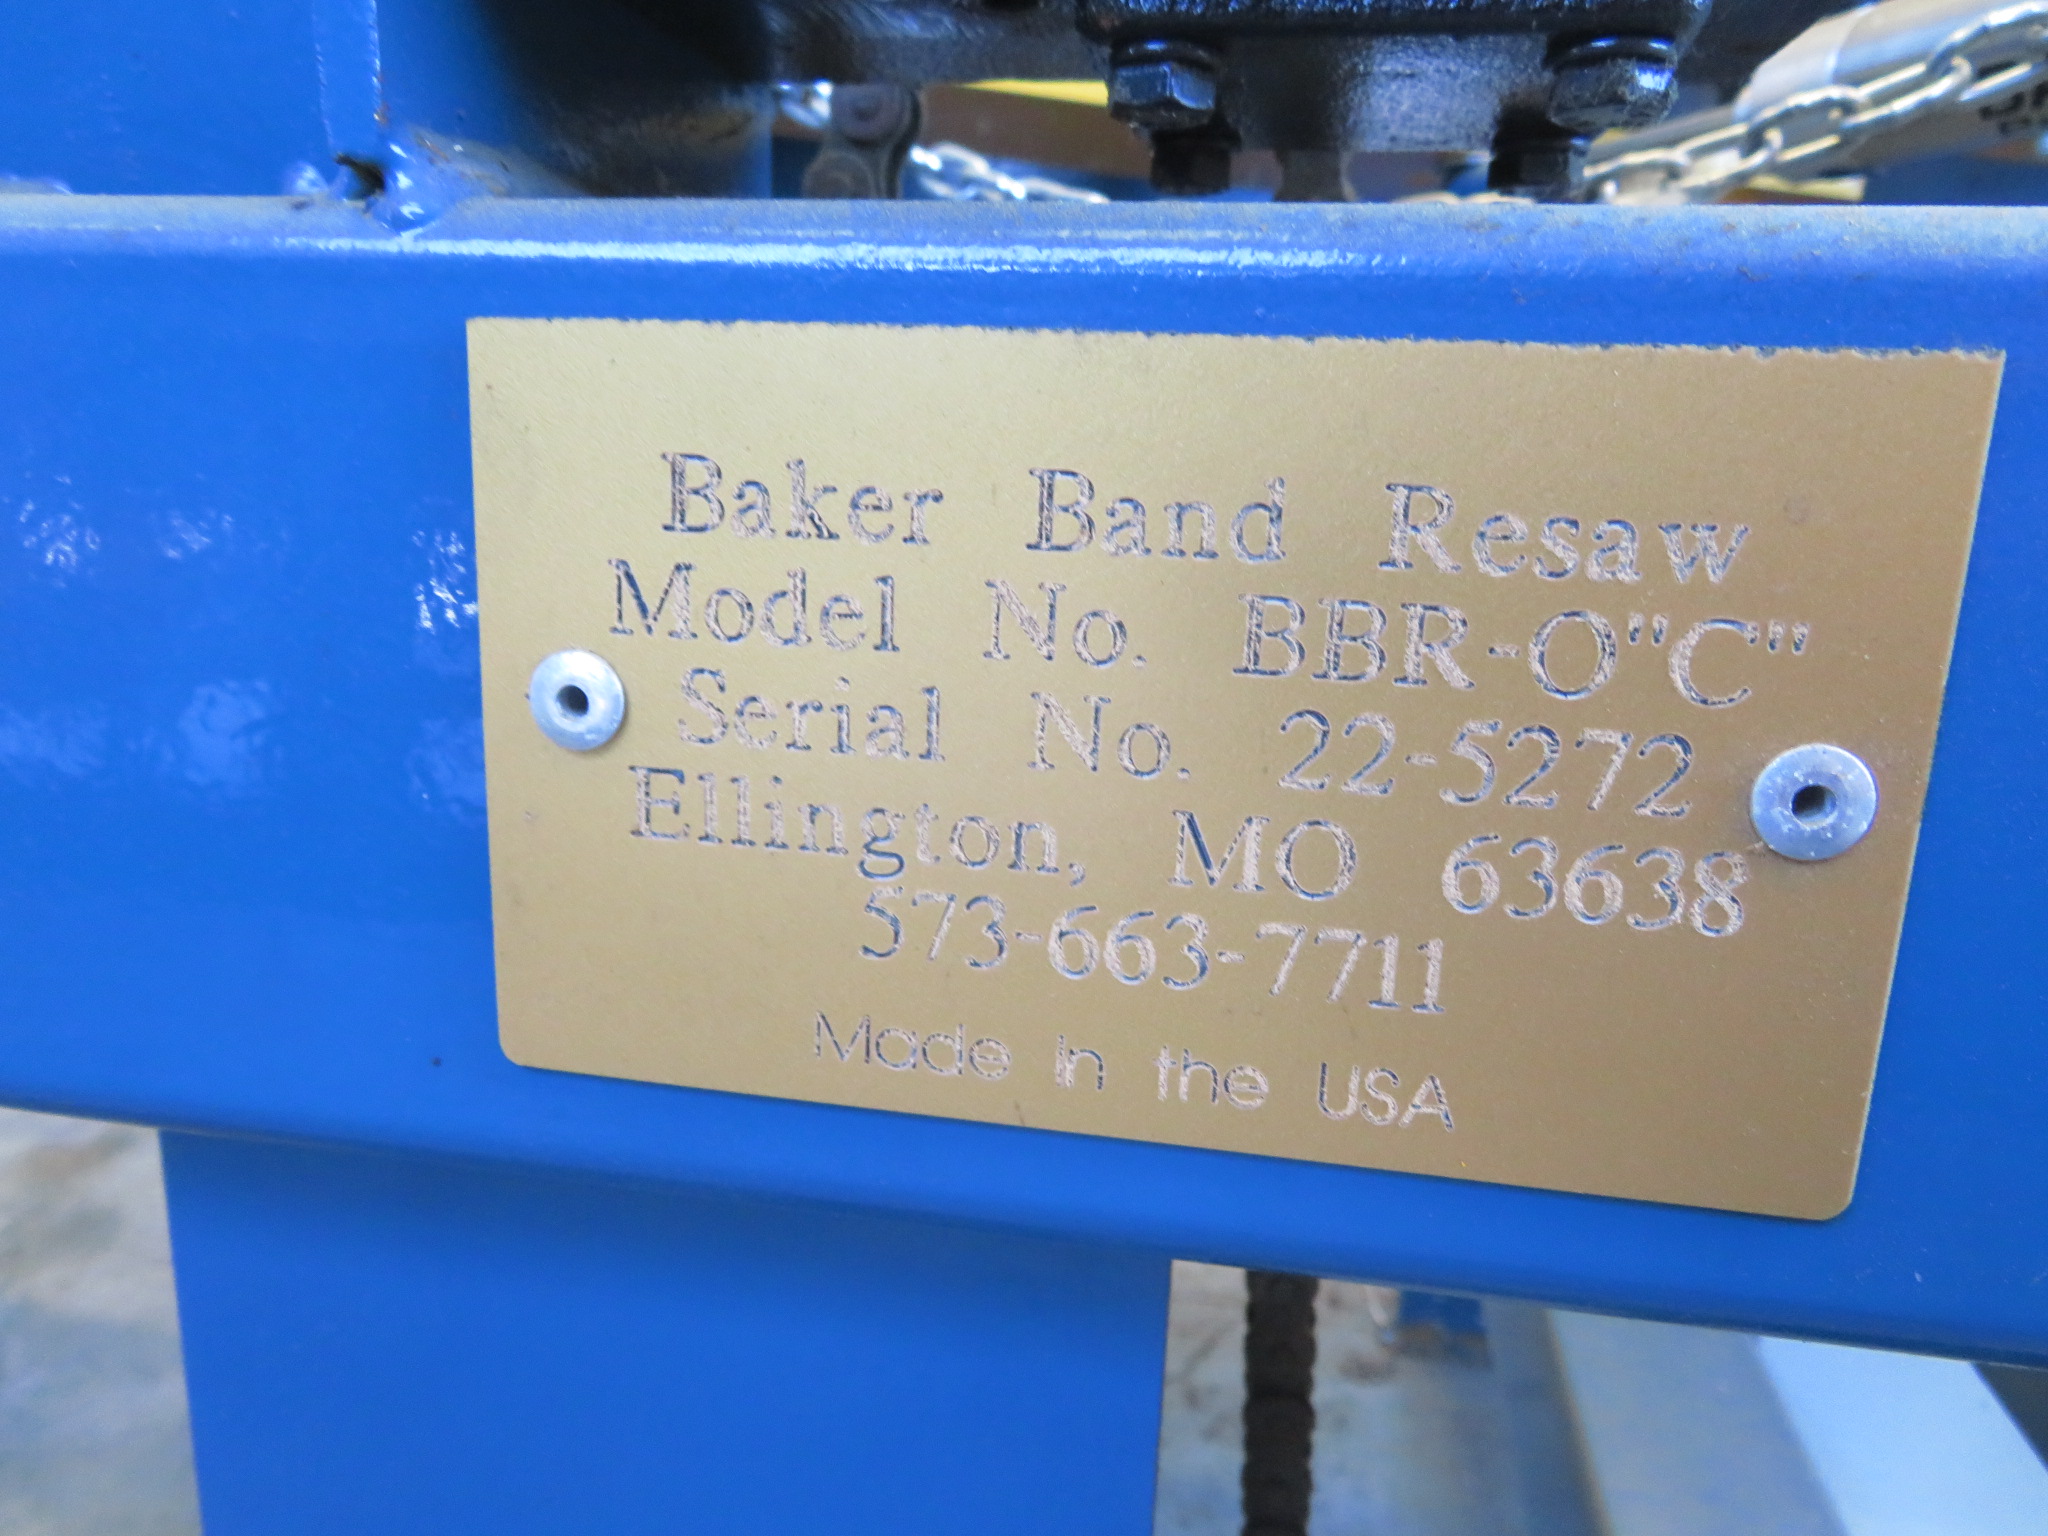 Baker Band Resaw
Model No. BBR-O"C"
Serial No. 22-5272
Ellington, MO 63638
573-663-7711
Made in the USA